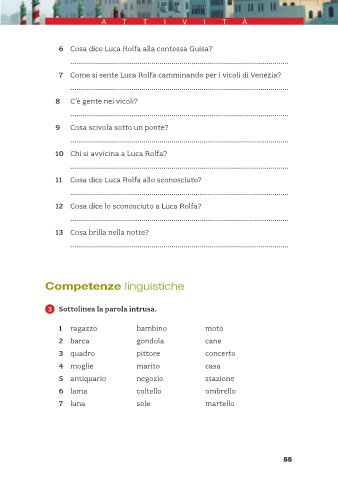 A T T I V I T À
6 Cosa dice Luca Rolfa alla contessa Guisa?
7 Come si sente Luca Rolfa camminando per i vicoli di Venezia?
8 C'è gente nei vicoli?
9 Cosa scivola sotto un ponte?
10 Chi si avvicina a Luca Rolfa?
11 Cosa dice Luca Rolfa allo sconosciuto?
12 Cosa dice lo sconosciuto a Luca Rolfa?
13 Cosa brilla nella notte?
Competenze linguistiche
3 Sottolinea la parola intrusa.
1 ragazzo bambino moto
2 barca gondola cane
3 quadro pittore concerto
4 moglie marito casa
5 antiquario negozio stazione
6 lama coltello ombrello
7 luna sole martello
55